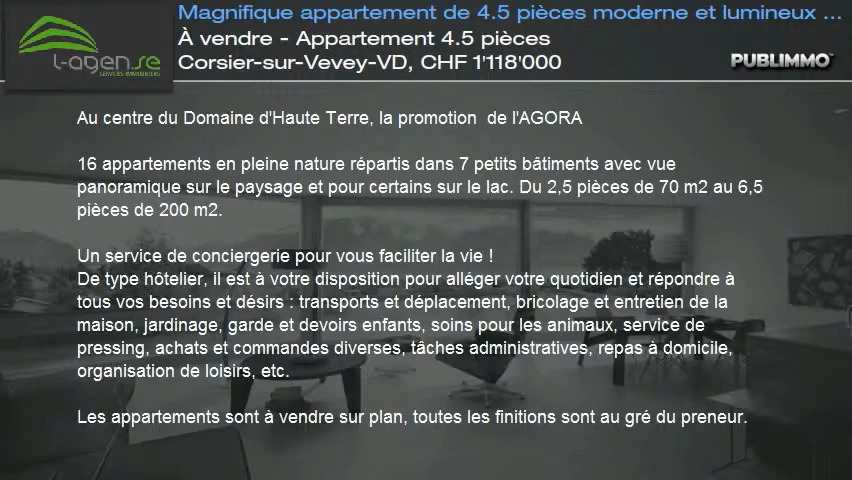 Magnifique appartement de 4.5 pièces moderne et lumineux ...
À vendre - Appartement 4.5 pièces
Corsier-sur-Vevey-VD, CHF 1'118'000
l-agen.se
SERVICES IMMOBILIERS
PUBLIMMO
Au centre du Domaine d'Haute Terre, la promotion  de l'AGORA
16 appartements en pleine nature répartis dans 7 petits bâtiments avec vue
panoramique sur le paysage et pour certains sur le lac. Du 2,5 pièces de 70 m2 au 6,5
pièces de 200 m2.
Un service de conciergerie pour vous faciliter la vie !
De type hôtelier, il est à votre disposition pour alléger votre quotidien et répondre à
tous vos besoins et désirs : transports et déplacement, bricolage et entretien de la
maison, jardinage, garde et devoirs enfants, soins pour les animaux, service de
pressing, achats et commandes diverses, tâches administratives, repas à domicile,
organisation de loisirs, etc.
Les appartements sont à vendre sur plan, toutes les finitions sont au gré du preneur.